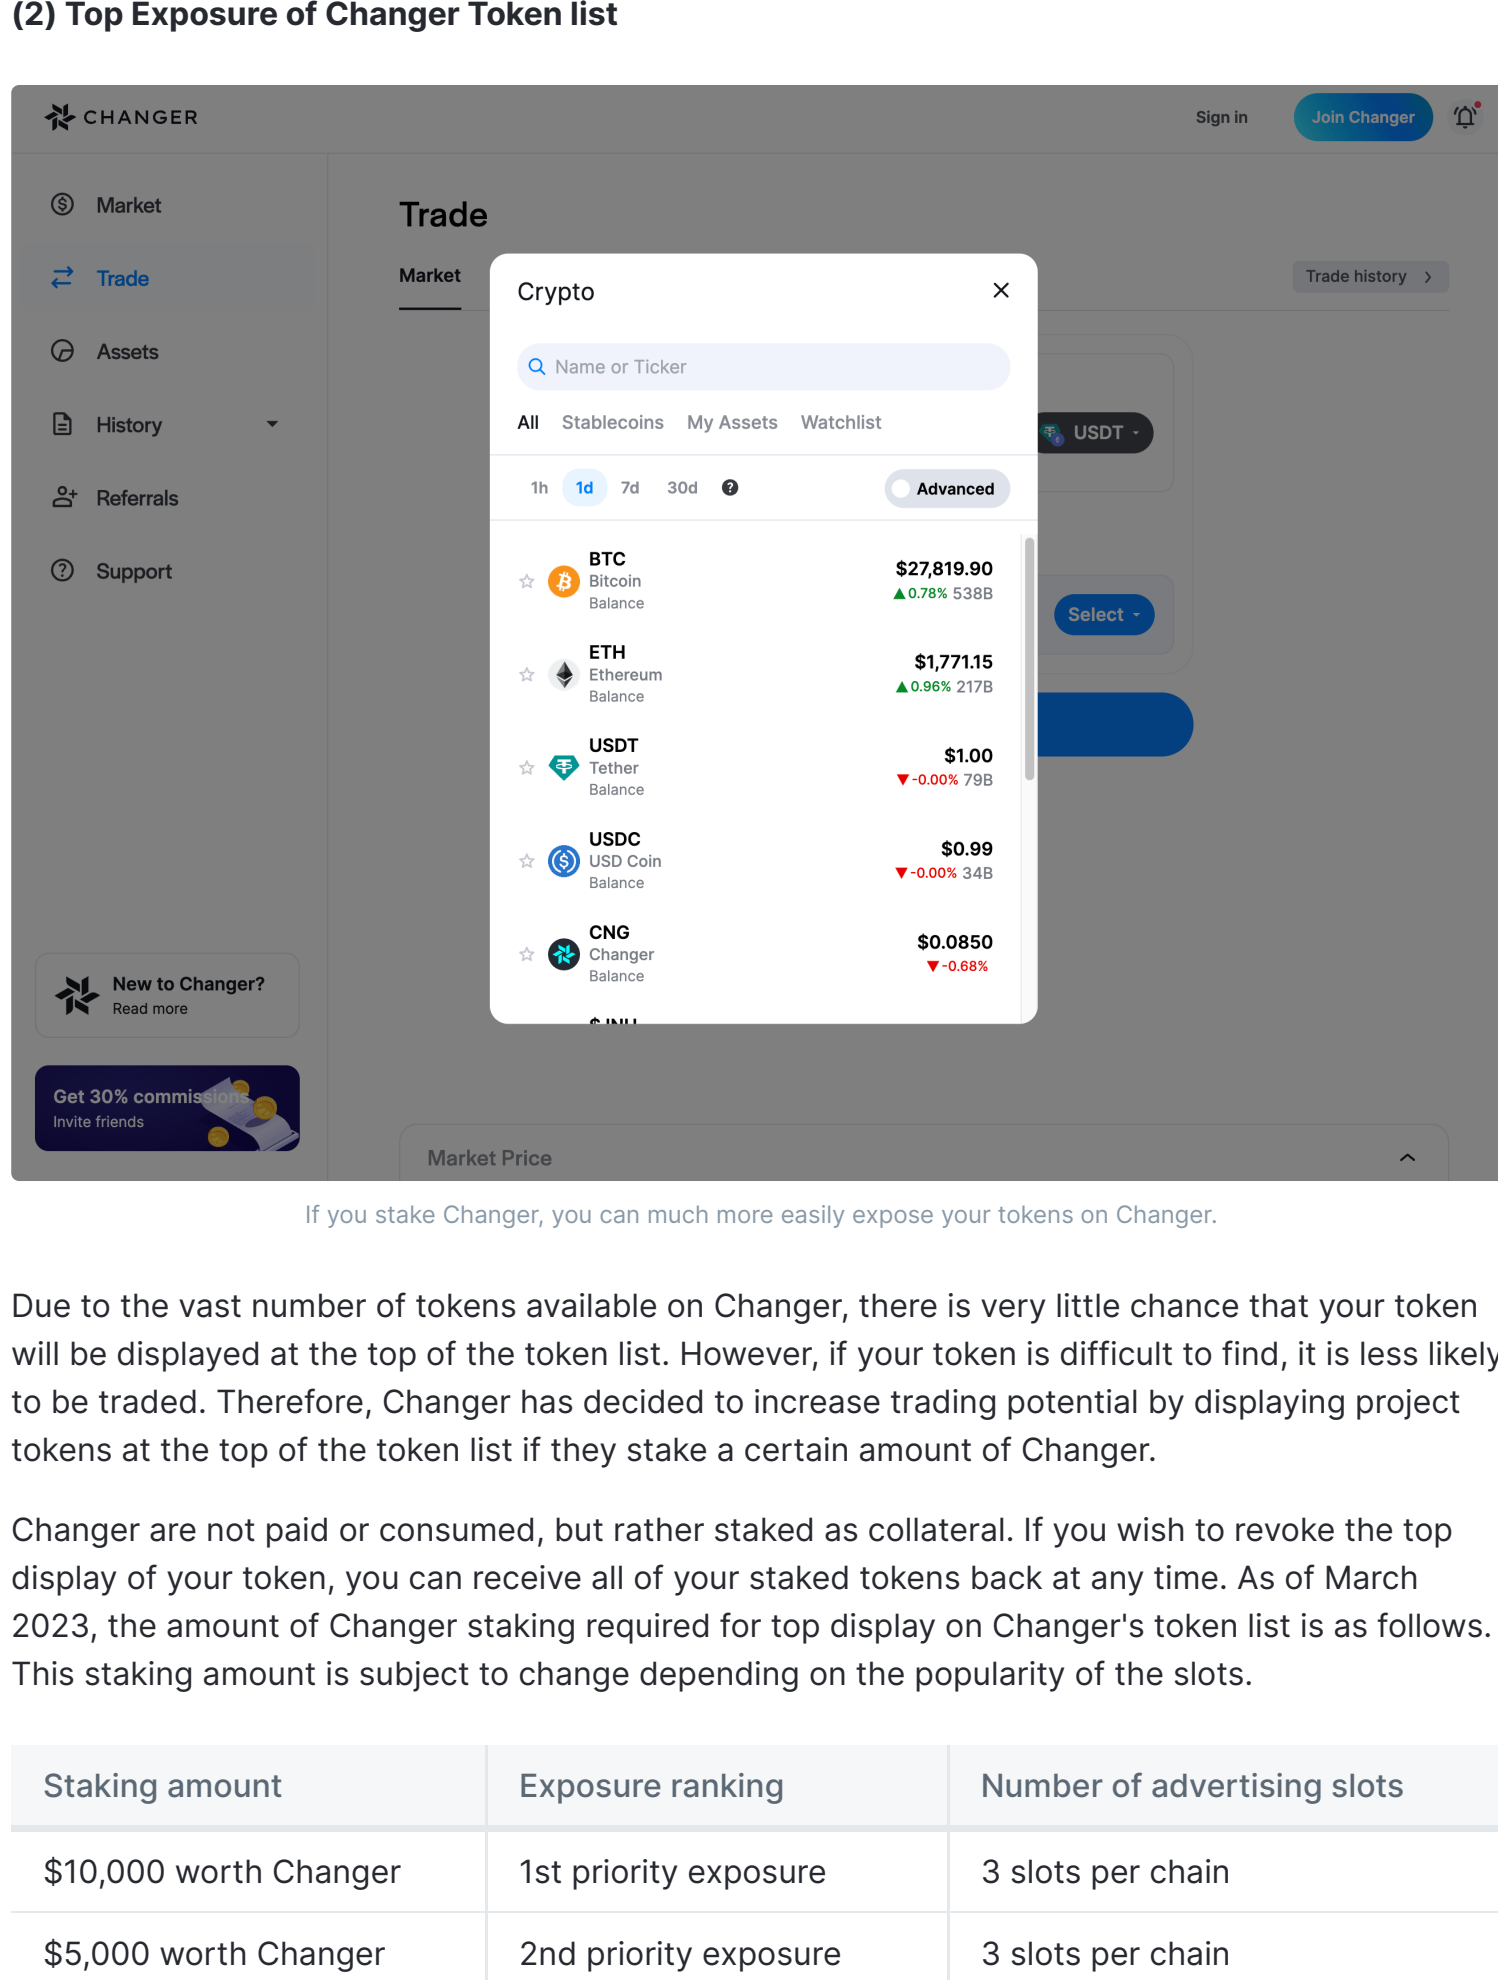 (2) Top Exposure of Changer Token list
CHANGER
Sign in
Join Changer
Market
Trade
Assets
History
Referrals
Support
New to Changer?
Read more
Get 30% commissions
Invite friends
Trade
Market
Trade history
USDT
Select
Market Price
Crypto
Name or Ticker
All Stablecoins My Assets Watchlist
1h 1d 7d 30d ? Advanced
BTC
Bitcoin
Balance
$27,819.90
▲0.78% 538B
ETH
Ethereum
Balance
$1,771.15
▲0.96% 217B
USDT
Tether
Balance
$1.00
▼-0.00% 79B
USDC
USD Coin
Balance
$0.99
▼-0.00% 34B
CNG
Changer
Balance
$0.0850
▼-0.68%
If you stake Changer, you can much more easily expose your tokens on Changer.
Due to the vast number of tokens available on Changer, there is very little chance that your token
will be displayed at the top of the token list. However, if your token is difficult to find, it is less likely
to be traded. Therefore, Changer has decided to increase trading potential by displaying project
tokens at the top of the token list if they stake a certain amount of Changer.
Changer are not paid or consumed, but rather staked as collateral. If you wish to revoke the top
display of your token, you can receive all of your staked tokens back at any time. As of March
2023, the amount of Changer staking required for top display on Changer's token list is as follows.
This staking amount is subject to change depending on the popularity of the slots.
Staking amount Exposure ranking Number of advertising slots
$10,000 worth Changer 1st priority exposure 3 slots per chain
$5,000 worth Changer 2nd priority exposure 3 slots per chain